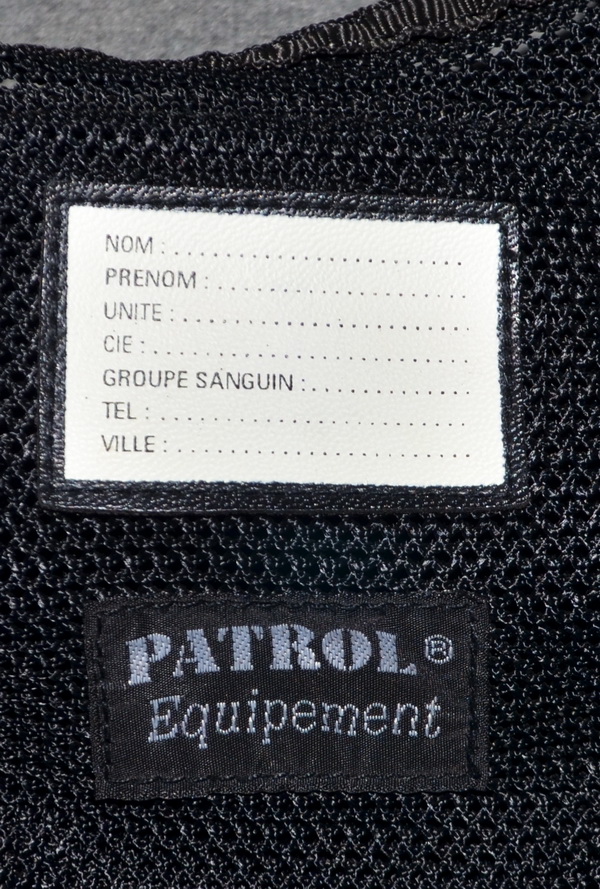 NOM : ..............................
PRENOM : ..........................
UNITE : .............................
CIE : ................................
GROUPE SANGUIN : ...............
TEL : ...............................
VILLE : .............................
PATROL®
Equipement